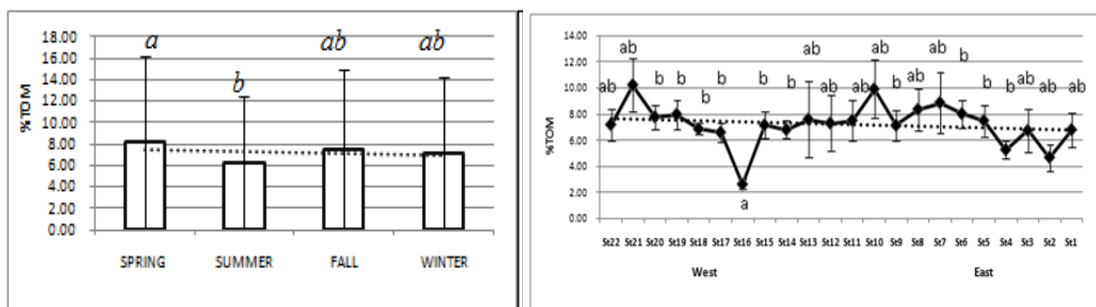 %TOM
18.00
16.00
14.00
12.00
10.00
8.00
6.00
4.00
2.00
0.00
a
b
ab
ab
SPRING SUMMER FALL WINTER
%TOM
14.00
12.00
10.00
8.00
6.00
4.00
2.00
0.00
ab
ab
b
b
b
b
a
b
b
ab
ab
ab
ab
b
ab
ab
b
b
ab
ab
ab
ab
St22 St21 St20 St19 St18 St17 St16 St15 St14 St13 St12 St11 St10 St9 St8 St7 St6 St5 St4 St3 St2 St1
West East